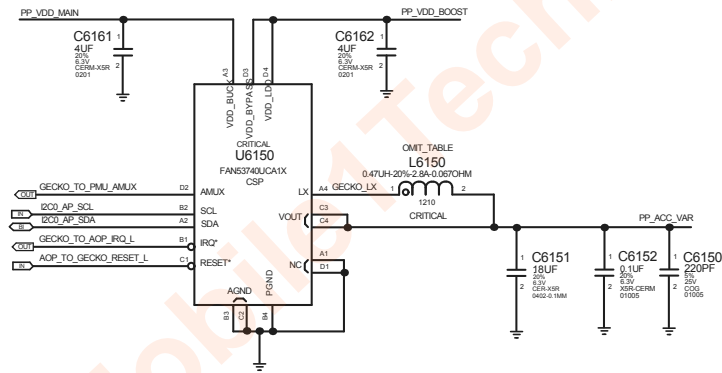 PP_VDD_MAIN
PP_VDD_BOOST
C6161
1
4UF
20%
6.3V
2
CERM-X5R
0201
C6162
1
4UF
20%
6.3V
2
CERM-X5R
0201
A3
D3
D4
VDD_BUCK
VDD_BYPASS
VDD_LDO
CRITICAL
U6150
FAN53740UCA1X
CSP
OMIT_TABLE
L6150
0.47UH-20%-2.8A-0.067OHM
OUT GECKO_TO_PMU_AMUX D2 AMUX
LX A4 GECKO_LX 1 2
1210
CRITICAL
IN I2C0_AP_SCL B2 SCL
BI I2C0_AP_SDA A2 SDA
VOUT C3
C4
PP_ACC_VAR
OUT GECKO_TO_AOP_IRQ_L B1 IRQ*
IN AOP_TO_GECKO_RESET_L C1 RESET*
NC A1
D1
AGND
PGND
B3
C2
B4
C6151
1
18UF
20%
6.3V
2
CER-X5R
0402-0.1MM
C6152
1
0.1UF
20%
6.3V
2
X5R-CERM
01005
C6150
1
220PF
5%
25V
2
COG
01005
Mobile1Tech